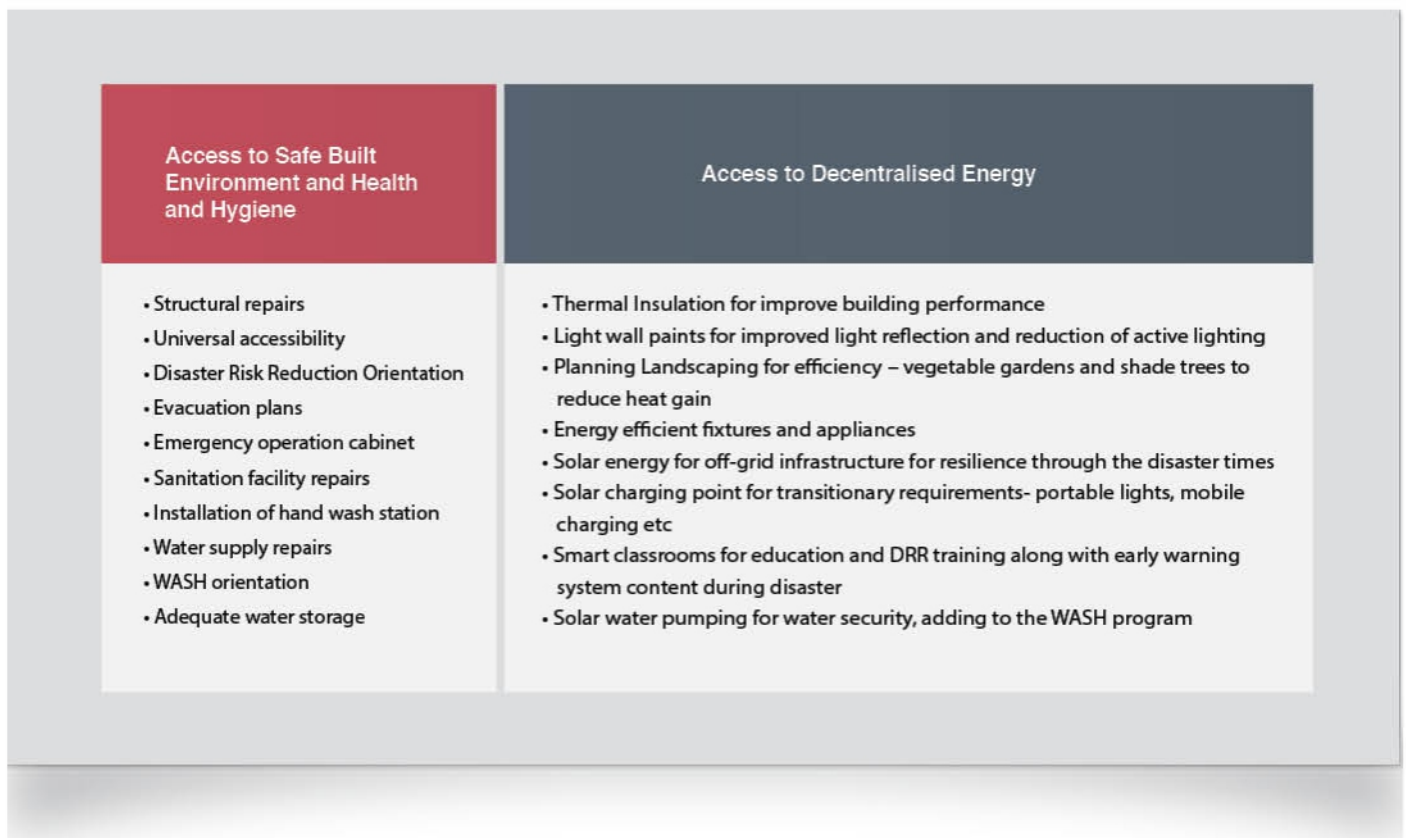 Access to Safe Built
Environment and Health
and Hygiene
• Structural repairs
• Universal accessibility
• Disaster Risk Reduction Orientation
• Evacuation plans
• Emergency operation cabinet
• Sanitation facility repairs
• Installation of hand wash station
• Water supply repairs
• WASH orientation
• Adequate water storage
Access to Decentralised Energy
• Thermal Insulation for improve building performance
• Light wall paints for improved light reflection and reduction of active lighting
• Planning Landscaping for efficiency – vegetable gardens and shade trees to
reduce heat gain
• Energy efficient fixtures and appliances
• Solar energy for off-grid infrastructure for resilience through the disaster times
• Solar charging point for transitionary requirements- portable lights, mobile
charging etc
• Smart classrooms for education and DRR training along with early warning
system content during disaster
• Solar water pumping for water security, adding to the WASH program